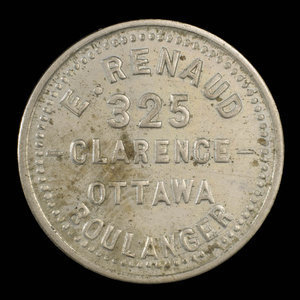 E. RENAUD
325
- CLARENCE -
OTTAWA
BOULANGER